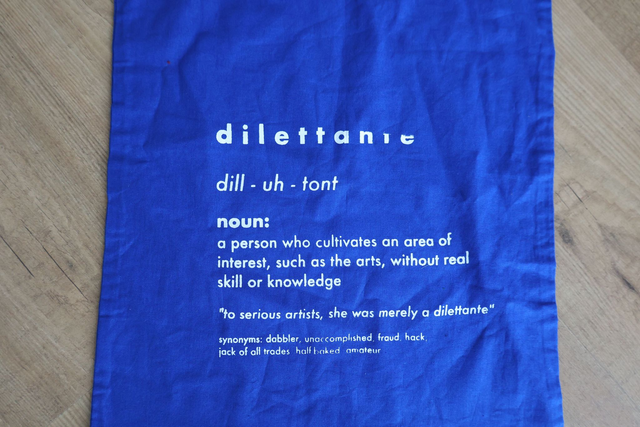 dilettante
dill - uh - tont
noun:
a person who cultivates an area of
interest, such as the arts, without real
skill or knowledge
"to serious artists, she was merely a dilettante"
synonyms: dabbler, unaccomplished, fraud, hack,
jack of all trades, half baked, amateur